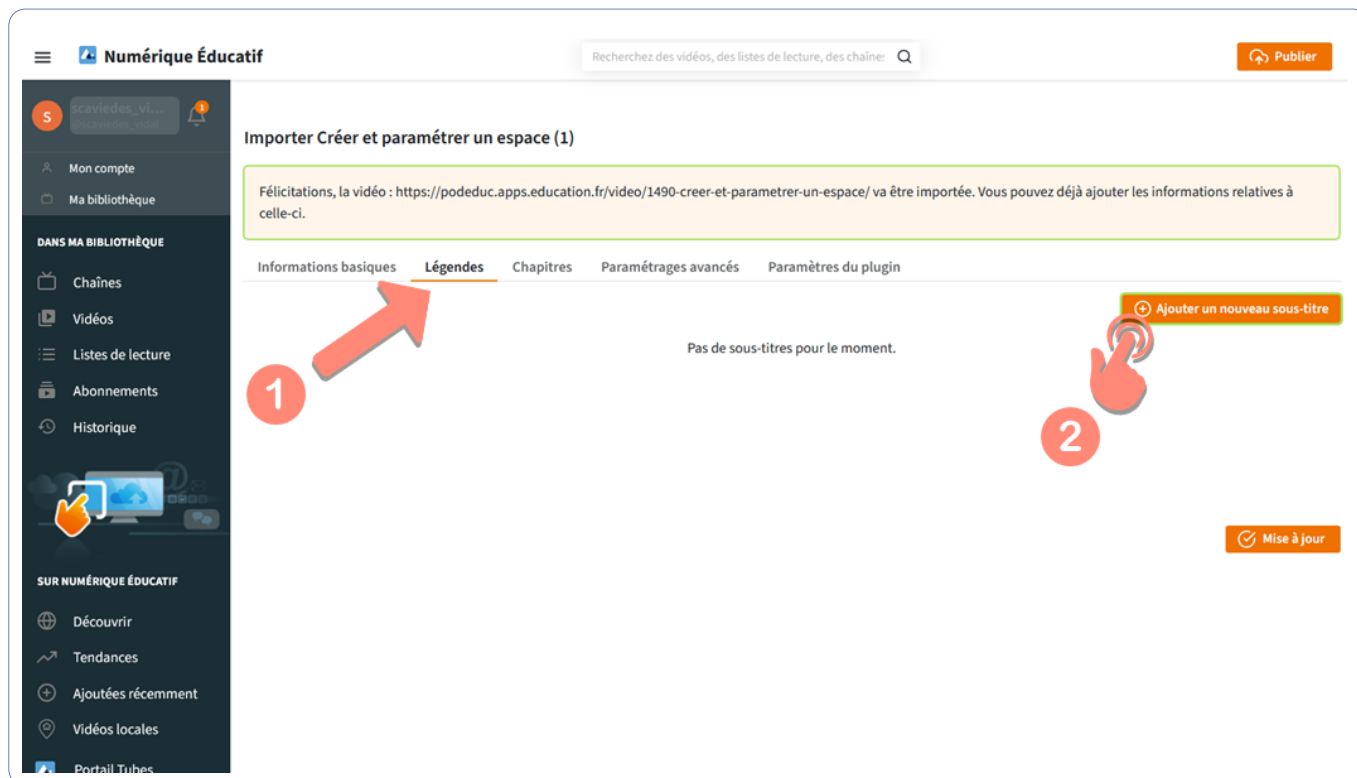 Numérique Éducatif
Recherchez des vidéos, des listes de lecture, des chaîne
Publier
S
scaviedes_vi...
@scaviedes_vidal
1
Mon compte
Ma bibliothèque
DANS MA BIBLIOTHÈQUE
Chaînes
Vidéos
Listes de lecture
Abonnements
Historique
SUR NUMÉRIQUE ÉDUCATIF
Découvrir
Tendances
Ajoutées récemment
Vidéos locales
Portail Tubes
Importer Créer et paramétrer un espace (1)
Félicitations, la vidéo : https://podeduc.apps.education.fr/video/1490-creer-et-parametrer-un-espace/ va être importée. Vous pouvez déjà ajouter les informations relatives à
celle-ci.
Informations basiques Légendes Chapitres Paramétrages avancés Paramètres du plugin
Ajouter un nouveau sous-titre
Pas de sous-titres pour le moment.
1
2
Mise à jour